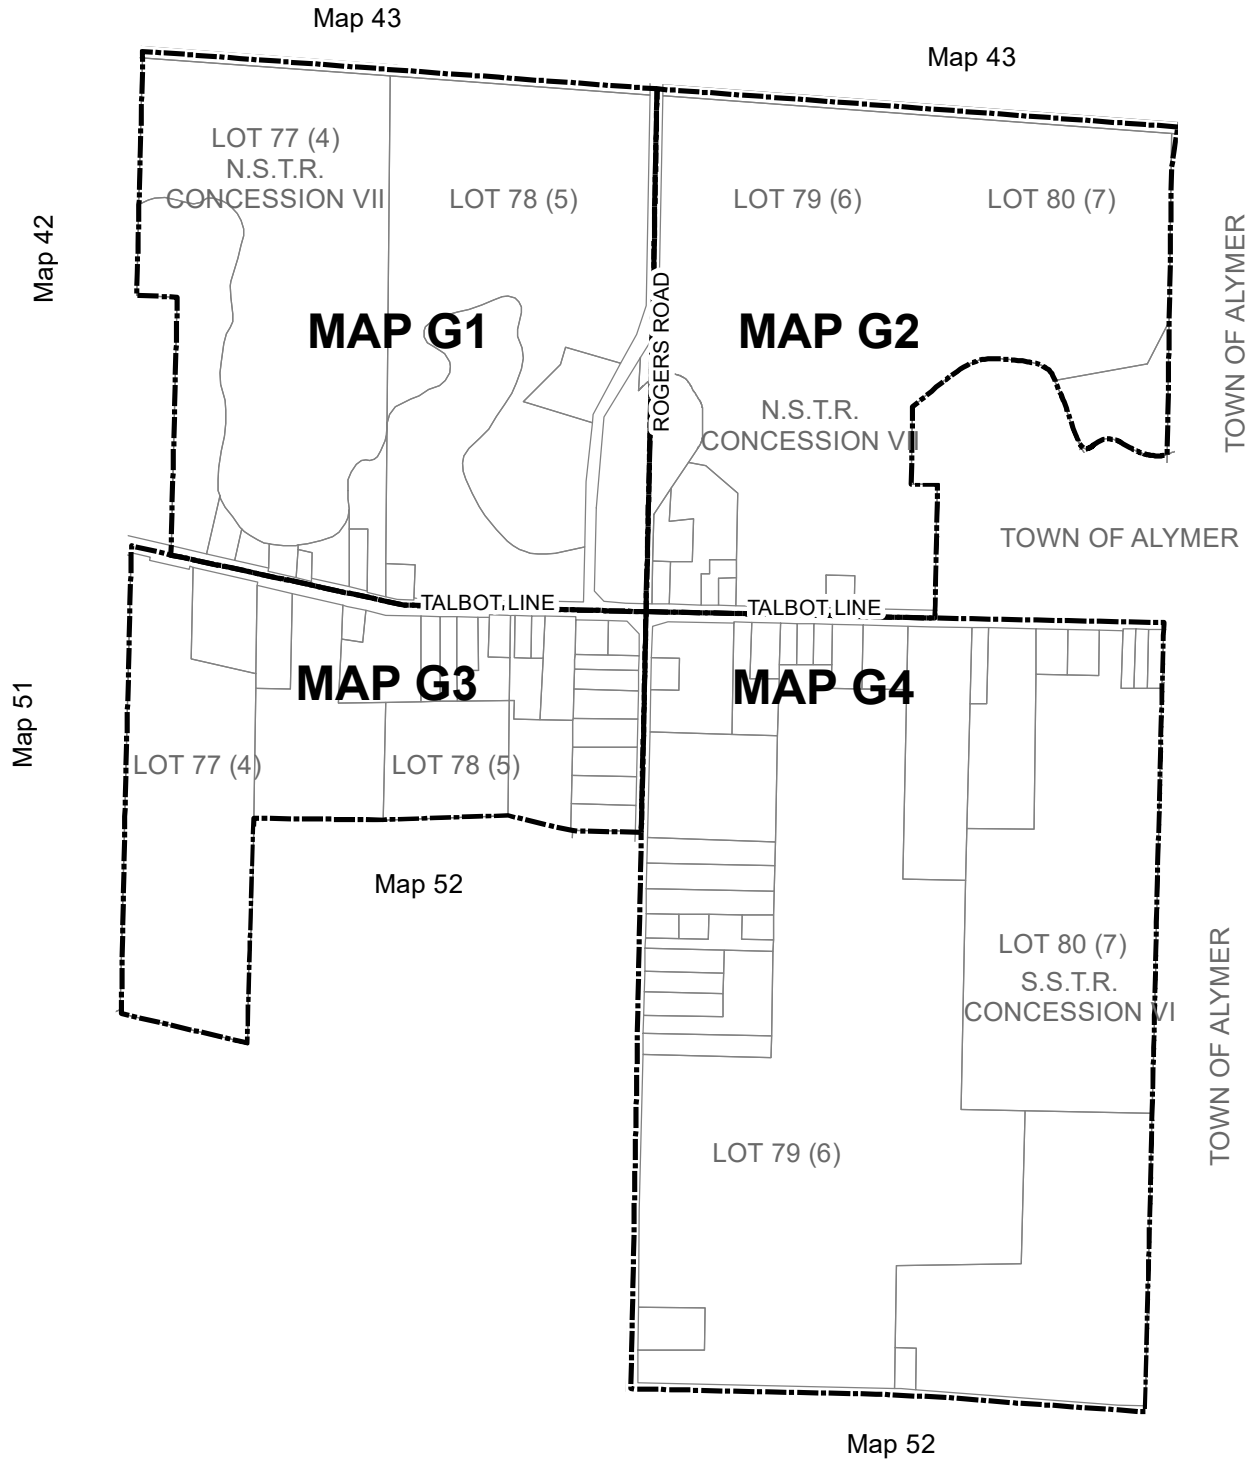 Map 43
Map 43
LOT 77 (4)
N.S.T.R.
CONCESSION VII
LOT 78 (5)
LOT 79 (6)
LOT 80 (7)
Map 42
TOWN OF ALYMER
MAP G1
ROGERS ROAD
MAP G2
N.S.T.R.
CONCESSION VII
TOWN OF ALYMER
TALBOT LINE
TALBOT LINE
MAP G3
MAP G4
Map 51
LOT 77 (4)
LOT 78 (5)
Map 52
LOT 80 (7)
S.S.T.R.
CONCESSION VI
TOWN OF ALYMER
LOT 79 (6)
Map 52